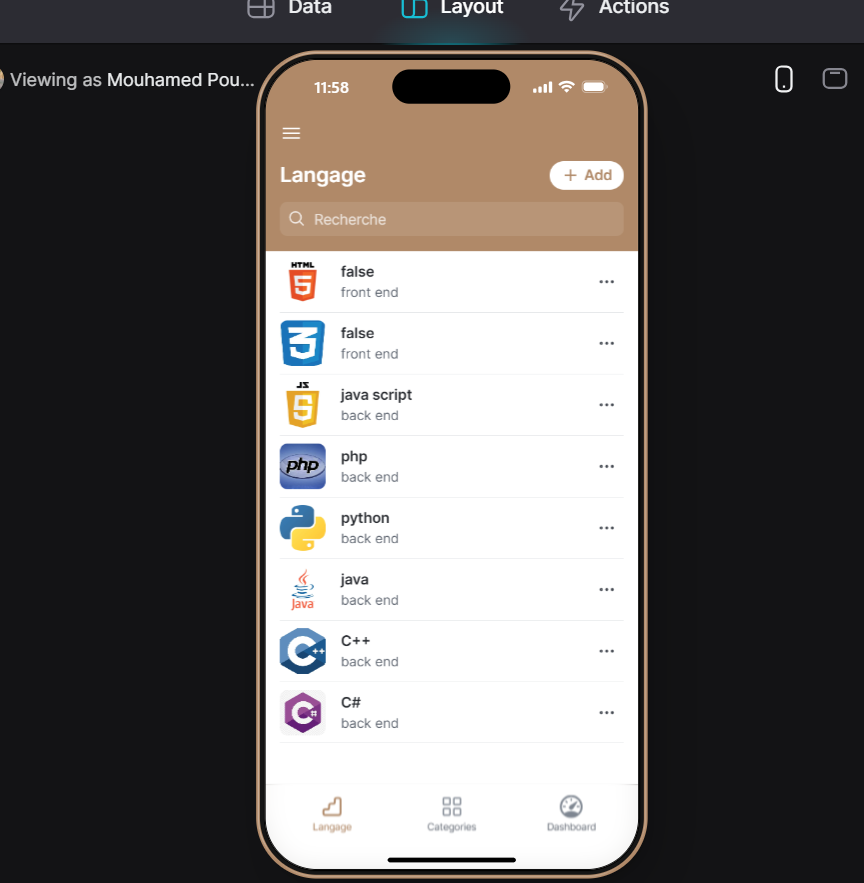 Data
Layout
Actions
Viewing as Mouhamed Pou...
11:58
Langage
+ Add
Recherche
HTML
5
false
front end
3
false
front end
JS
5
java script
back end
php
php
back end
python
back end
Java
java
back end
C++
C++
back end
C#
C#
back end
Langage
Categories
Dashboard